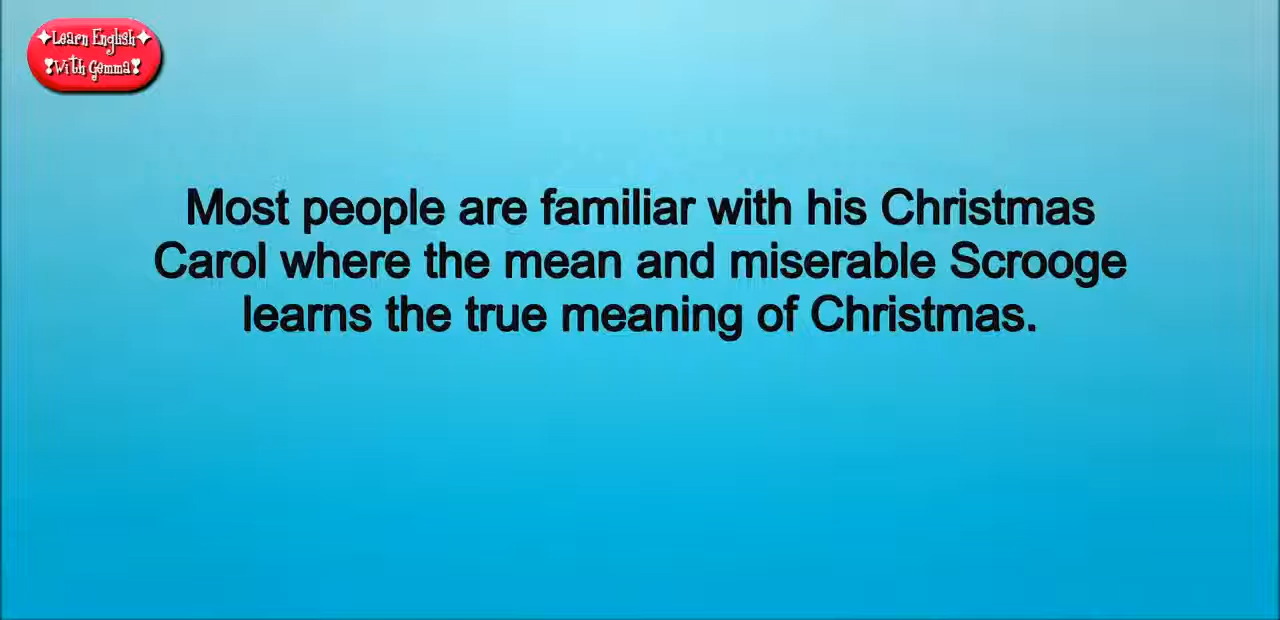 ✦Learn English✦
❣With Gemma❣
Most people are familiar with his Christmas
Carol where the mean and miserable Scrooge
learns the true meaning of Christmas.